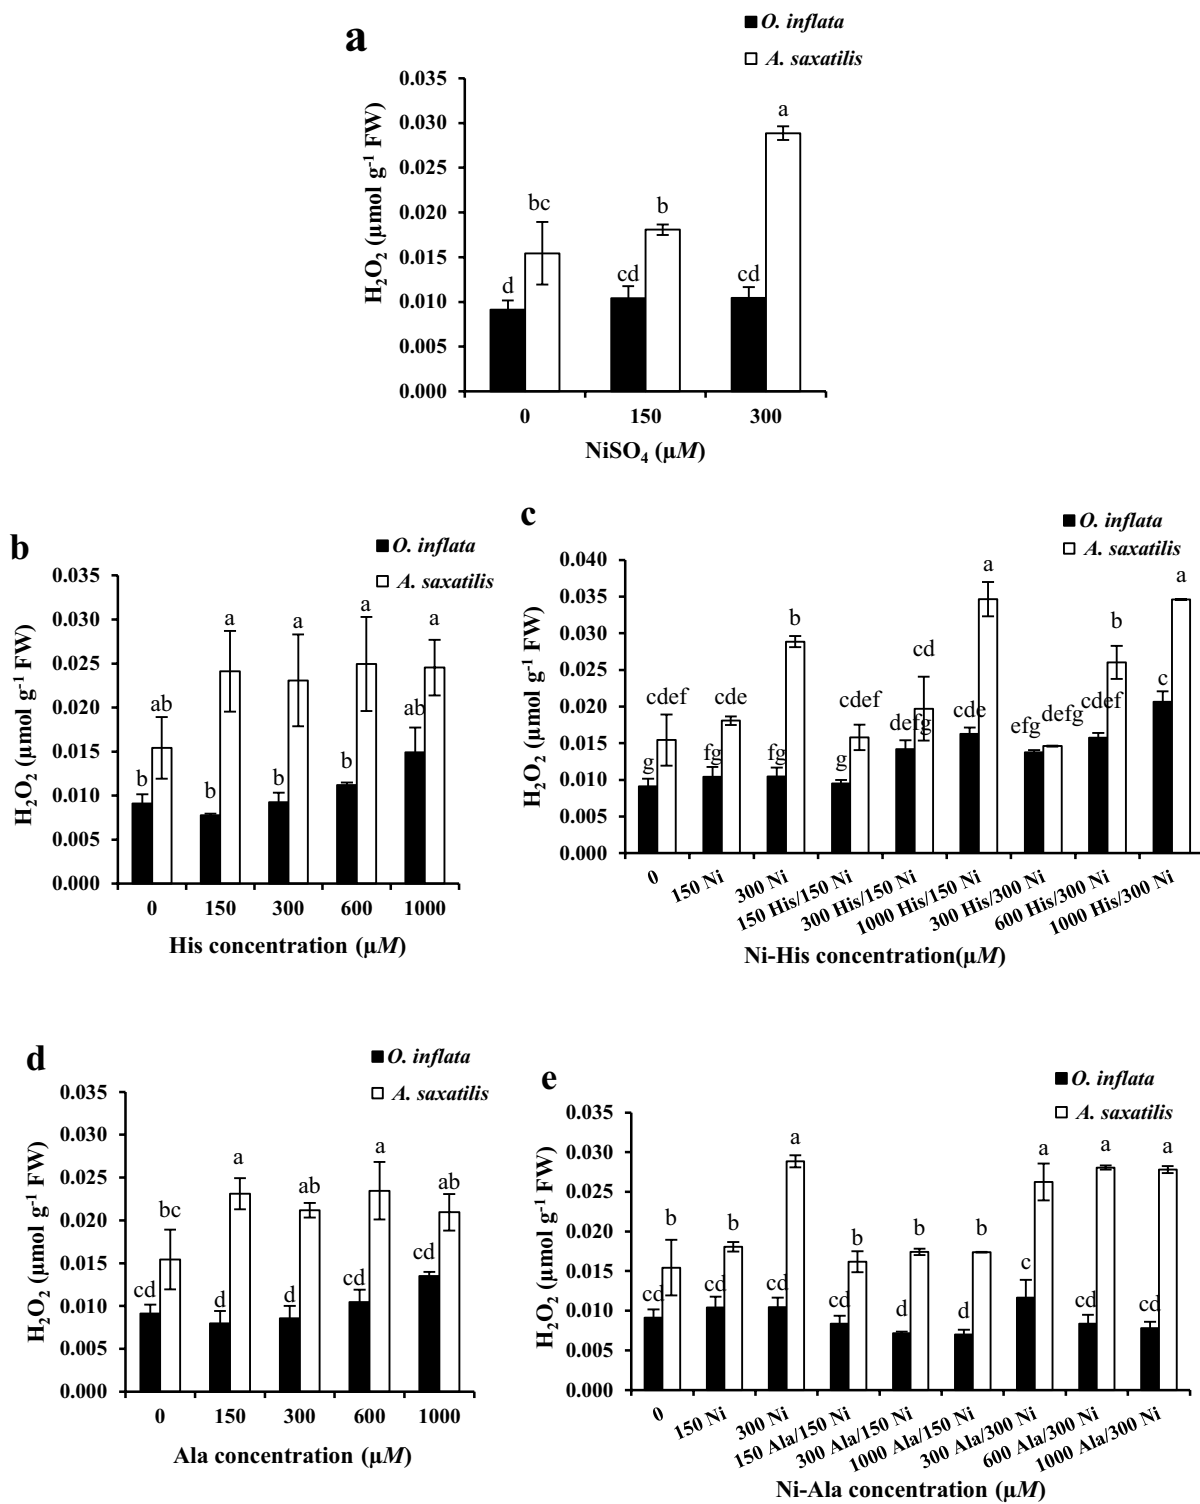 a
O. inflata
A. saxatilis
H₂O₂ (µmol g⁻¹ FW)
0.035
0.030
0.025
0.020
0.015
0.010
0.005
0.000
d
bc
cd
b
cd
a
0 150 300
NiSO₄ (µM)
b
O. inflata
A. saxatilis
H₂O₂ (µmol g⁻¹ FW)
0.035
0.030
0.025
0.020
0.015
0.010
0.005
0.000
b
ab
b
a
b
a
b
a
ab
a
0 150 300 600 1000
His concentration (µM)
c
O. inflata
A. saxatilis
H₂O₂ (µmol g⁻¹ FW)
0.040
0.035
0.030
0.025
0.020
0.015
0.010
0.005
0.000
g
cdef
fg
cde
fg
b
g
cdef
defg
cd
cde
a
efg
defg
cdef
b
c
a
0
150 Ni
300 Ni
150 His/150 Ni
300 His/150 Ni
1000 His/150 Ni
300 His/300 Ni
600 His/300 Ni
1000 His/300 Ni
Ni-His concentration(µM)
d
O. inflata
A. saxatilis
H₂O₂ (µmol g⁻¹ FW)
0.035
0.030
0.025
0.020
0.015
0.010
0.005
0.000
cd
bc
d
a
d
ab
cd
a
cd
ab
0 150 300 600 1000
Ala concentration (µM)
e
O. inflata
A. saxatilis
H₂O₂ (µmol g⁻¹ FW)
0.035
0.030
0.025
0.020
0.015
0.010
0.005
0.000
cd
b
cd
b
cd
a
cd
b
d
b
d
b
c
a
cd
a
cd
a
0
150 Ni
300 Ni
150 Ala/150 Ni
300 Ala/150 Ni
1000 Ala/150 Ni
300 Ala/300 Ni
600 Ala/300 Ni
1000 Ala/300 Ni
Ni-Ala concentration (µM)